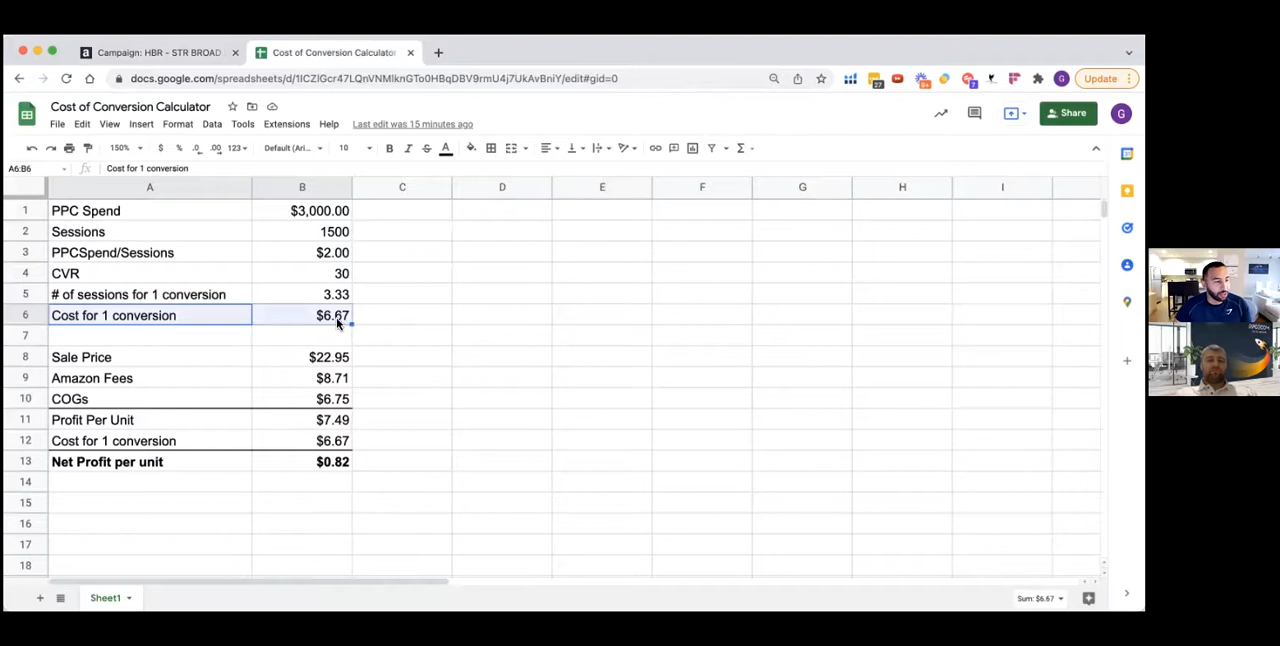 Campaign: HBR - STR BROAD
Cost of Conversion Calculator
docs.google.com/spreadsheets/d/1ICZlGcr47LQnVNMlknGTo0HBqDBV9rmU4j7UkAvBniY/edit#gid=0
27
9+
7
G
Update
Cost of Conversion Calculator
File Edit View Insert Format Data Tools Extensions Help Last edit was 15 minutes ago
Share
G
150% $ % .0 .00 123 Default (Ari... 10 B I S A
A6:B6 fx Cost for 1 conversion
A B C D E F G H I
1 PPC Spend $3,000.00
2 Sessions 1500
3 PPCSpend/Sessions $2.00
4 CVR 30
5 # of sessions for 1 conversion 3.33
6 Cost for 1 conversion $6.67
7
8 Sale Price $22.95
9 Amazon Fees $8.71
10 COGs $6.75
11 Profit Per Unit $7.49
12 Cost for 1 conversion $6.67
13 Net Profit per unit $0.82
14
15
16
17
18
Sheet1
Sum: $6.67